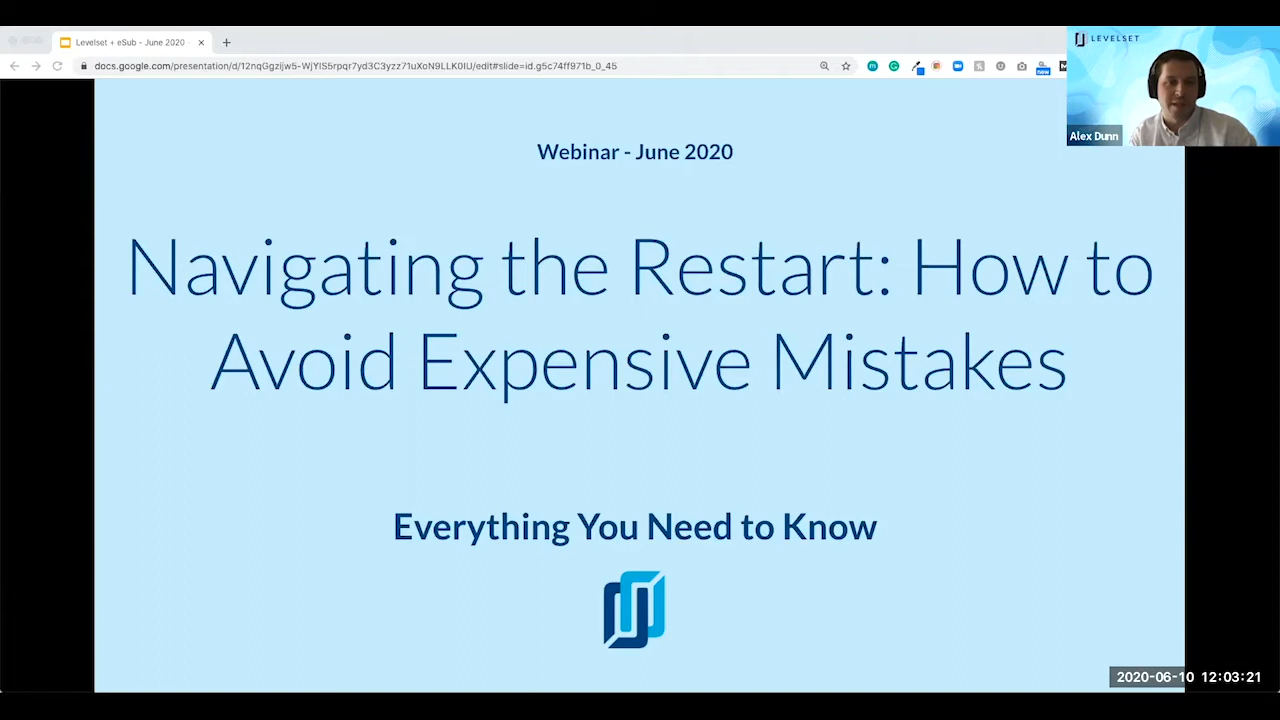 Levelset + eSub - June 2020
docs.google.com/presentation/d/12nqGgzijw5-WjYIS5rpqr7yd3C3yzz71uXoN9LLK0IU/edit#slide=id.g5c74ff971b_0_45
new
LEVELSET
Alex Dunn
Webinar - June 2020
Navigating the Restart: How to
Avoid Expensive Mistakes
Everything You Need to Know
2020-06-10 12:03:21